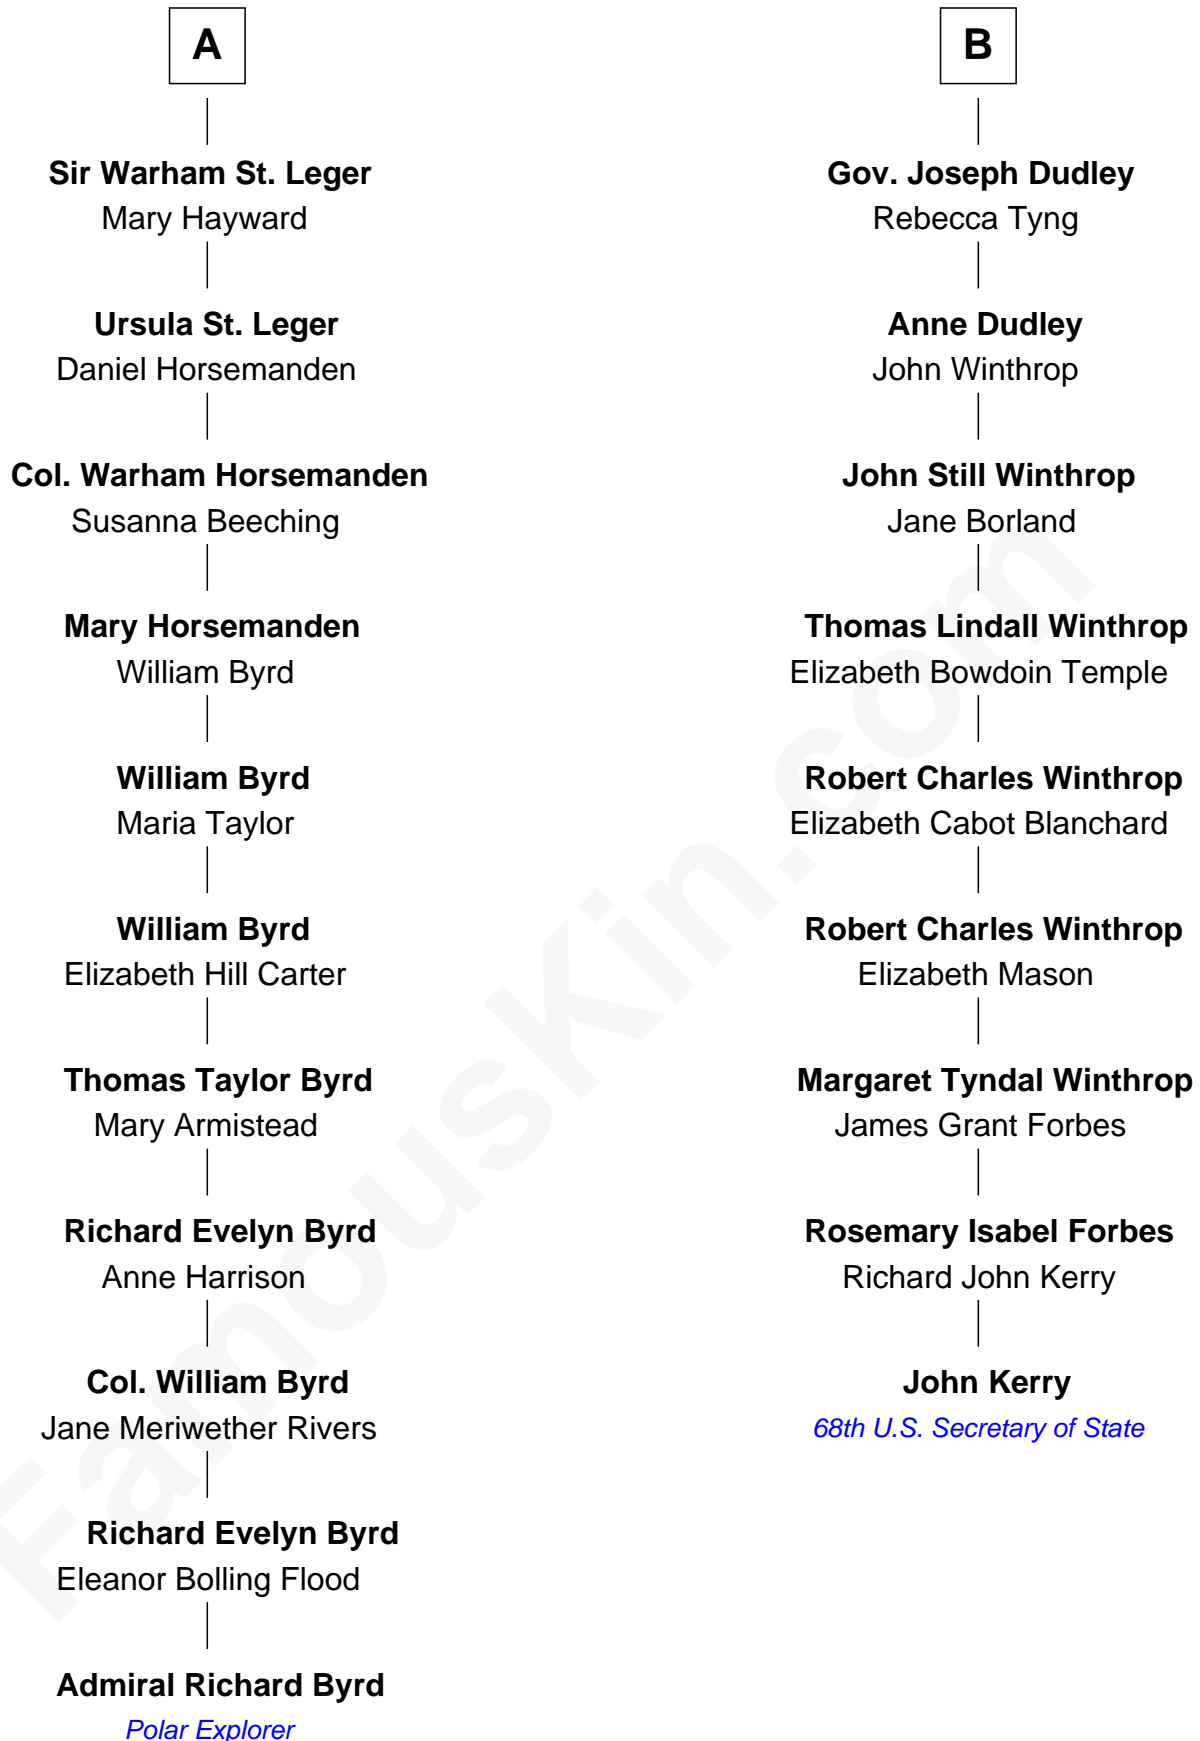 A
Sir Warham St. Leger
Mary Hayward
Ursula St. Leger
Daniel Horsemanden
Col. Warham Horsemanden
Susanna Beeching
Mary Horsemanden
William Byrd
William Byrd
Maria Taylor
William Byrd
Elizabeth Hill Carter
Thomas Taylor Byrd
Mary Armistead
Richard Evelyn Byrd
Anne Harrison
Col. William Byrd
Jane Meriwether Rivers
Richard Evelyn Byrd
Eleanor Bolling Flood
Admiral Richard Byrd
Polar Explorer
B
Gov. Joseph Dudley
Rebecca Tyng
Anne Dudley
John Winthrop
John Still Winthrop
Jane Borland
Thomas Lindall Winthrop
Elizabeth Bowdoin Temple
Robert Charles Winthrop
Elizabeth Cabot Blanchard
Robert Charles Winthrop
Elizabeth Mason
Margaret Tyndal Winthrop
James Grant Forbes
Rosemary Isabel Forbes
Richard John Kerry
John Kerry
68th U.S. Secretary of State
FamousKin.com